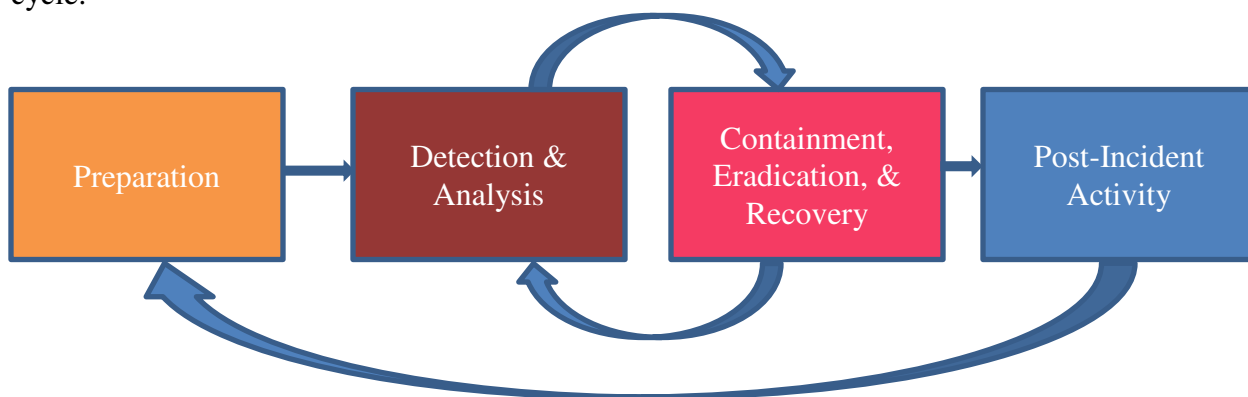 cycle.
Preparation
Detection &
Analysis
Containment,
Eradication, &
Recovery
Post-Incident
Activity